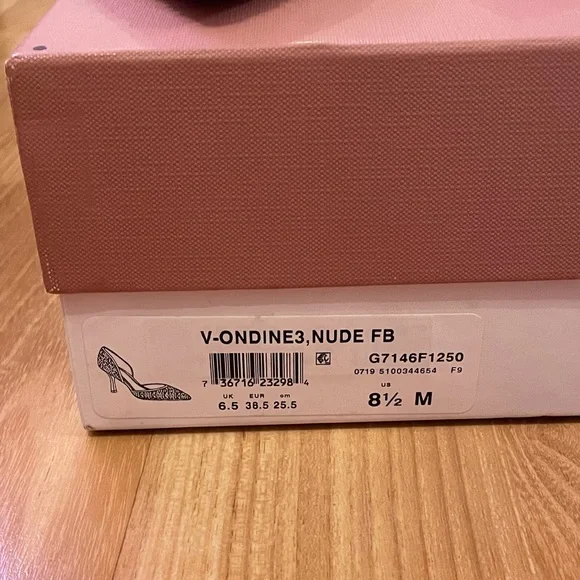 V-ONDINE3,NUDE FB
G7146F1250
7 36716 23298 4
0719 5100344654 F9
UK EUR cm
6.5 38.5 25.5
US
8½ M